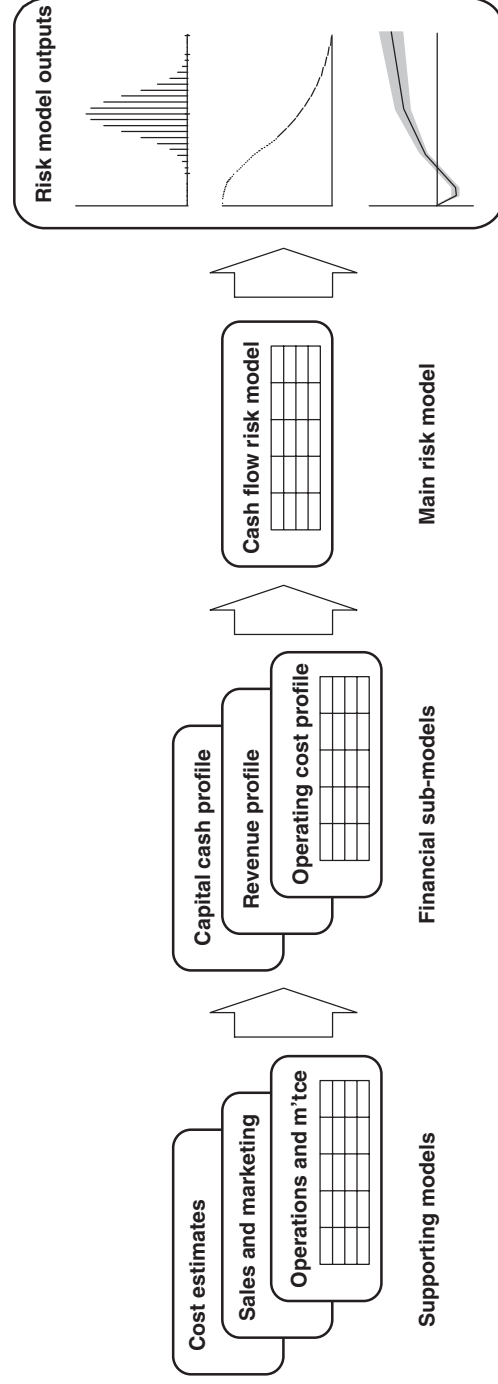 Cost estimates
Sales and marketing
Operations and m'tce
Supporting models
Capital cash profile
Revenue profile
Operating cost profile
Financial sub-models
Cash flow risk model
Main risk model
Risk model outputs